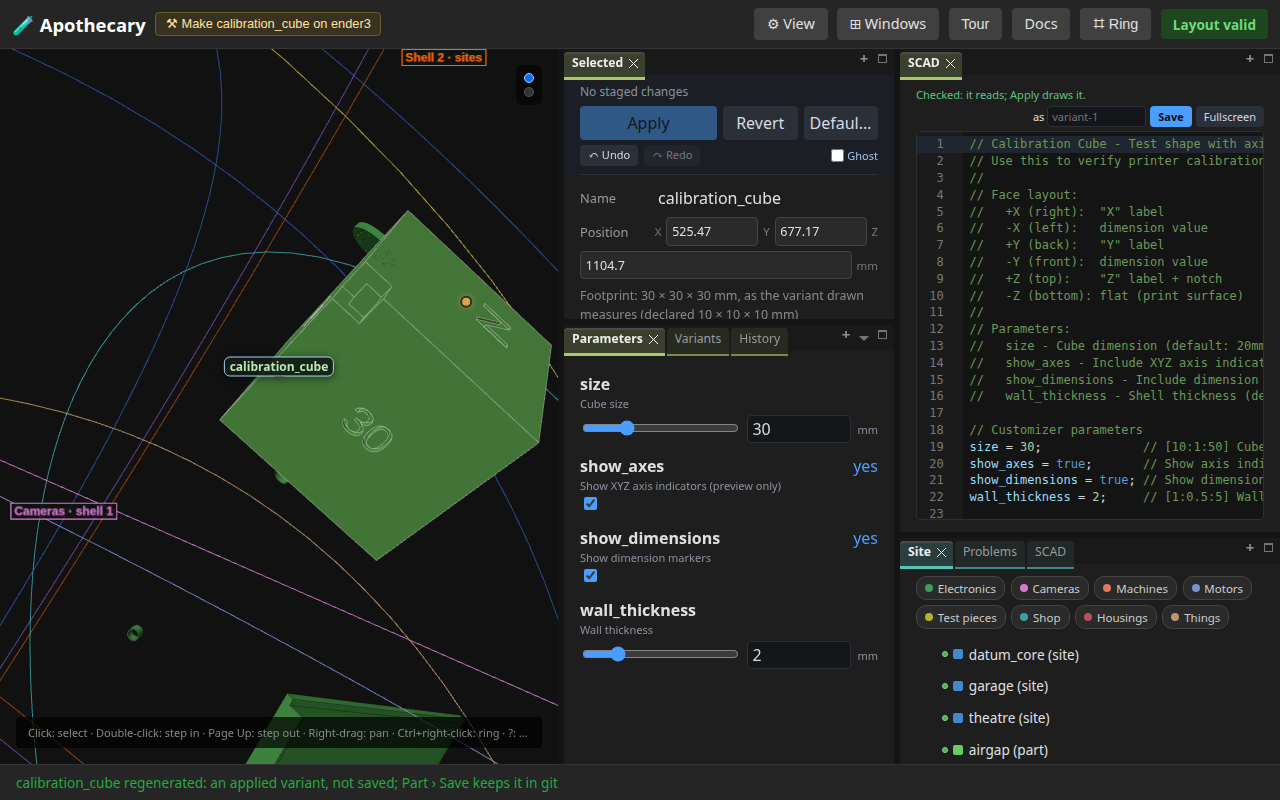 Apothecary
⚒ Make calibration_cube on ender3
⚙ View
⊞ Windows
Tour
Docs
Ring
Layout valid
Shell 2 · sites
calibration_cube
30
Z
Cameras · shell 1
Click: select · Double-click: step in · Page Up: step out · Right-drag: pan · Ctrl+right-click: ring · ?: ...
Selected
No staged changes
Apply
Revert
Defaul...
↶ Undo
↷ Redo
Ghost
Name calibration_cube
Position X 525.47 Y 677.17 Z
1104.7 mm
Footprint: 30 × 30 × 30 mm, as the variant drawn
measures (declared 10 × 10 × 10 mm)
Parameters
Variants
History
size
Cube size
30 mm
show_axes yes
Show XYZ axis indicators (preview only)
show_dimensions yes
Show dimension markers
wall_thickness
Wall thickness
2 mm
SCAD
Checked: it reads; Apply draws it.
as variant-1 Save Fullscreen
1 // Calibration Cube - Test shape with axi
2 // Use this to verify printer calibration
3 //
4 // Face layout:
5 //   +X (right):  "X" label
6 //   -X (left):   dimension value
7 //   +Y (back):   "Y" label
8 //   -Y (front):  dimension value
9 //   +Z (top):    "Z" label + notch
10 //   -Z (bottom): flat (print surface)
11 //
12 // Parameters:
13 //   size - Cube dimension (default: 20mm
14 //   show_axes - Include XYZ axis indicat
15 //   show_dimensions - Include dimension
16 //   wall_thickness - Shell thickness (de
17
18 // Customizer parameters
19 size = 30;              // [10:1:50] Cube
20 show_axes = true;       // Show axis indi
21 show_dimensions = true; // Show dimension
22 wall_thickness = 2;     // [1:0.5:5] Wall
23
Site
Problems
SCAD
Electronics
Cameras
Machines
Motors
Test pieces
Shop
Housings
Things
datum_core (site)
garage (site)
theatre (site)
airgap (part)
calibration_cube regenerated: an applied variant, not saved; Part › Save keeps it in git